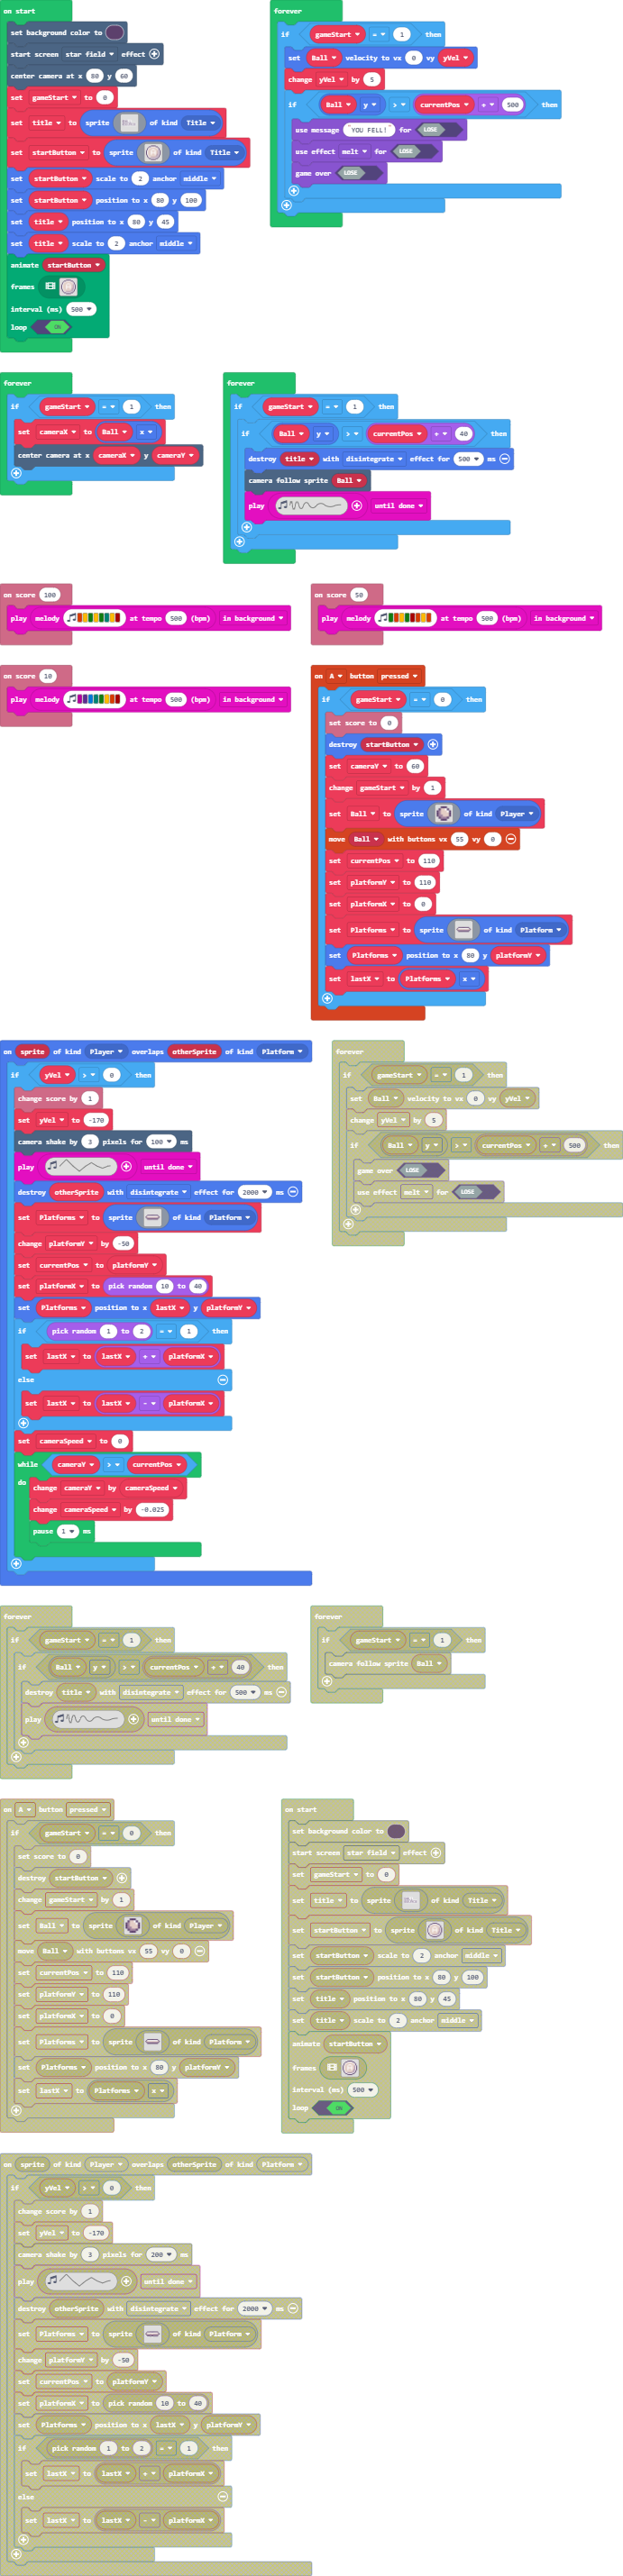 on start
set background color to
start screen star field effect
center camera at x 80 y 60
set gameStart to 0
set title to sprite of kind Title
set startButton to sprite of kind Title
set startButton scale to 2 anchor middle
set startButton position to x 80 y 100
set title position to x 80 y 45
set title scale to 2 anchor middle
animate startButton
frames
interval (ms) 500
loop ON
forever
if gameStart = 1 then
set Ball velocity to vx 0 vy yVel
change yVel by 5
if Ball y > currentPos + 500 then
use message "YOU FELL!" for LOSE
use effect melt for LOSE
game over LOSE
forever
if gameStart = 1 then
set cameraX to Ball x
center camera at x cameraX y cameraY
forever
if gameStart = 1 then
if Ball y > currentPos + 40 then
destroy title with disintegrate effect for 500 ms
camera follow sprite Ball
play until done
on score 100
play melody at tempo 500 (bpm) in background
on score 50
play melody at tempo 500 (bpm) in background
on score 10
play melody at tempo 500 (bpm) in background
on A button pressed
if gameStart = 0 then
set score to 0
destroy startButton
set cameraY to 60
change gameStart by 1
set Ball to sprite of kind Player
move Ball with buttons vx 55 vy 0
set currentPos to 110
set platformY to 110
set platformX to 0
set Platforms to sprite of kind Platform
set Platforms position to x 80 y platformY
set lastX to Platforms x
on sprite of kind Player overlaps otherSprite of kind Platform
if yVel > 0 then
change score by 1
set yVel to -170
camera shake by 3 pixels for 100 ms
play until done
destroy otherSprite with disintegrate effect for 2000 ms
set Platforms to sprite of kind Platform
change platformY by -50
set currentPos to platformY
set platformX to pick random 10 to 40
set Platforms position to x lastX y platformY
if pick random 1 to 2 = 1 then
set lastX to lastX + platformX
else
set lastX to lastX - platformX
set cameraSpeed to 0
while cameraY > currentPos
do change cameraY by cameraSpeed
change cameraSpeed by -0.025
pause 1 ms
forever
if gameStart = 1 then
set Ball velocity to vx 0 vy yVel
change yVel by 5
if Ball y > currentPos + 500 then
game over LOSE
use effect melt for LOSE
forever
if gameStart = 1 then
if Ball y > currentPos + 40 then
destroy title with disintegrate effect for 500 ms
play until done
forever
if gameStart = 1 then
camera follow sprite Ball
on A button pressed
if gameStart = 0 then
set score to 0
destroy startButton
change gameStart by 1
set Ball to sprite of kind Player
move Ball with buttons vx 55 vy 0
set currentPos to 110
set platformY to 110
set platformX to 0
set Platforms to sprite of kind Platform
set Platforms position to x 80 y platformY
set lastX to Platforms x
on start
set background color to
start screen star field effect
set gameStart to 0
set title to sprite of kind Title
set startButton to sprite of kind Title
set startButton scale to 2 anchor middle
set startButton position to x 80 y 100
set title position to x 80 y 45
set title scale to 2 anchor middle
animate startButton
frames
interval (ms) 500
loop ON
on sprite of kind Player overlaps otherSprite of kind Platform
if yVel > 0 then
change score by 1
set yVel to -170
camera shake by 3 pixels for 200 ms
play until done
destroy otherSprite with disintegrate effect for 2000 ms
set Platforms to sprite of kind Platform
change platformY by -50
set currentPos to platformY
set platformX to pick random 10 to 40
set Platforms position to x lastX y platformY
if pick random 1 to 2 = 1 then
set lastX to lastX + platformX
else
set lastX to lastX - platformX